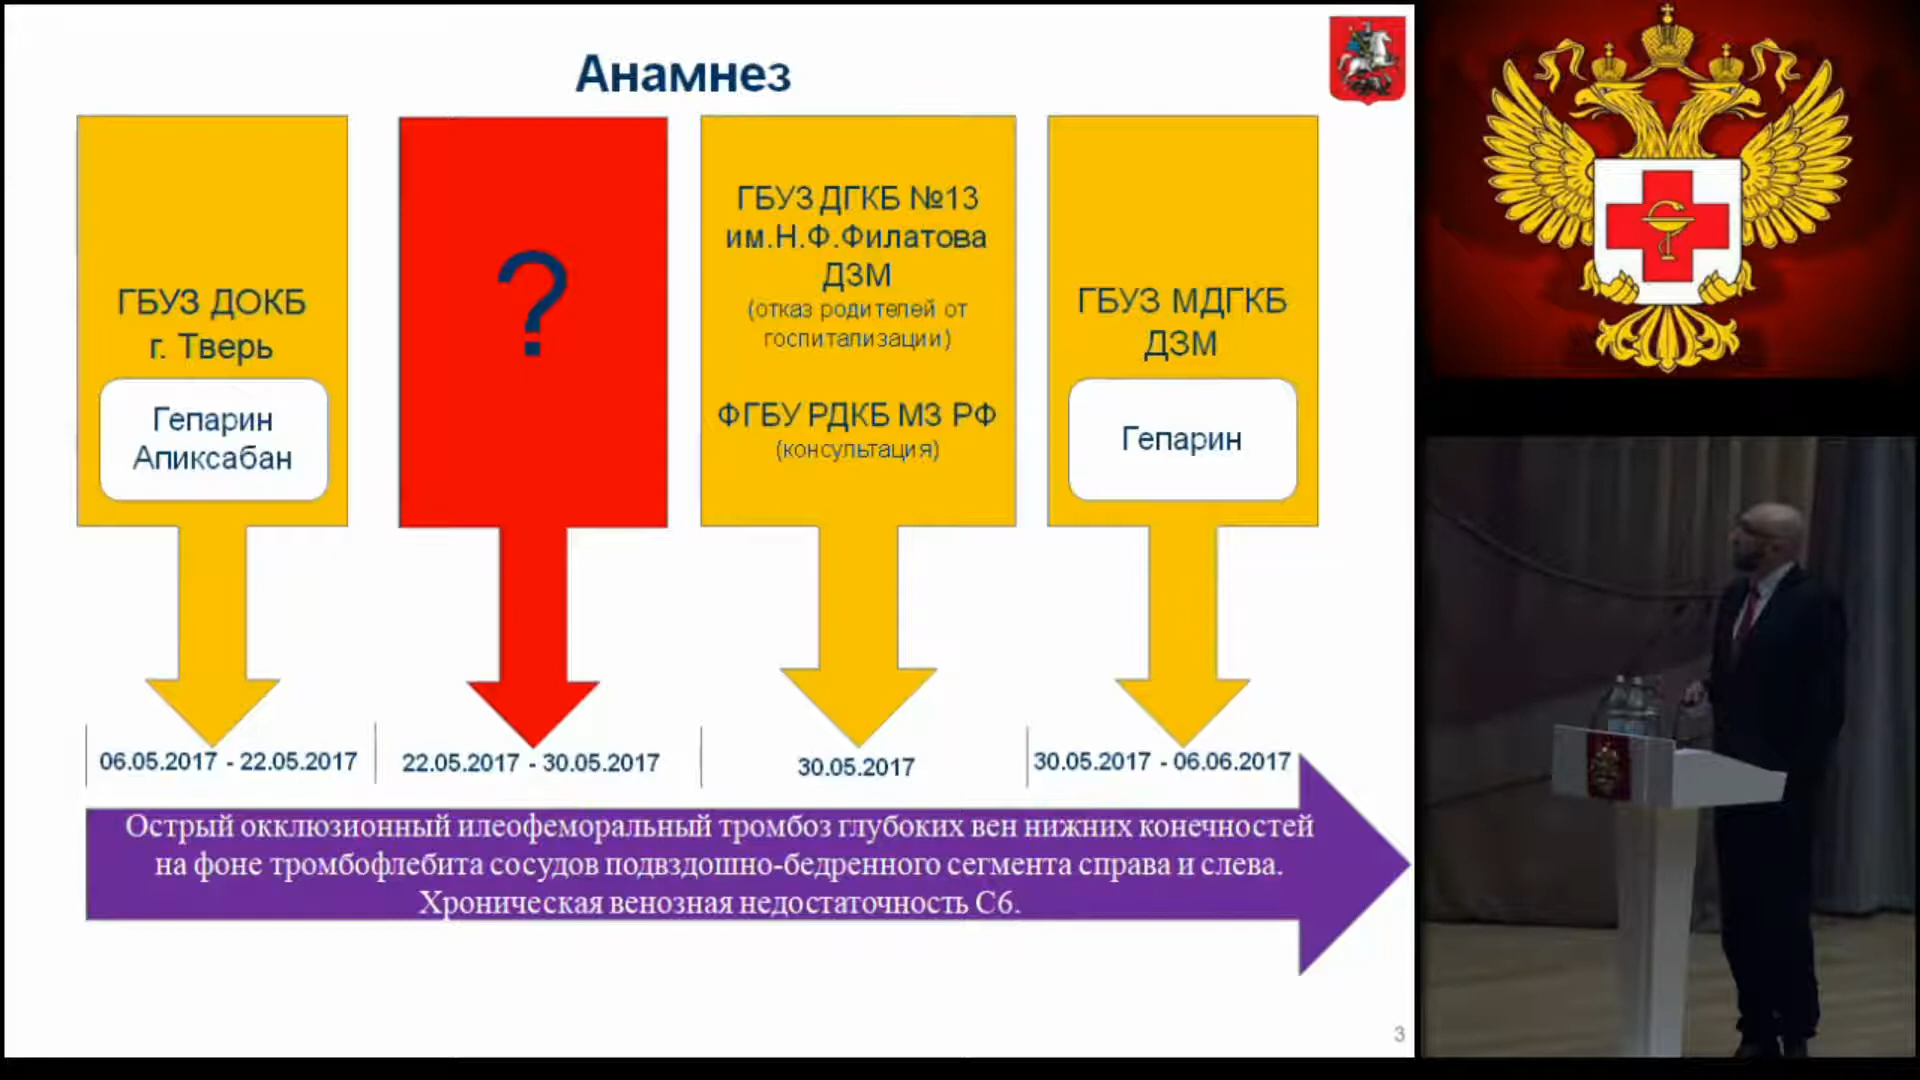 Анамнез
ГБУЗ ДОКБ
г. Тверь
Гепарин
Апиксабан
?
ГБУЗ ДГКБ №13
им.Н.Ф.Филатова
ДЗМ
(отказ родителей от
госпитализации)
ФГБУ РДКБ МЗ РФ
(консультация)
ГБУЗ МДГКБ
ДЗМ
Гепарин
06.05.2017 - 22.05.2017
22.05.2017 - 30.05.2017
30.05.2017
30.05.2017 - 06.06.2017
Острый окклюзионный илеофеморальный тромбоз глубоких вен нижних конечностей
на фоне тромбофлебита сосудов подвздошно-бедренного сегмента справа и слева.
Хроническая венозная недостаточность С6.
3